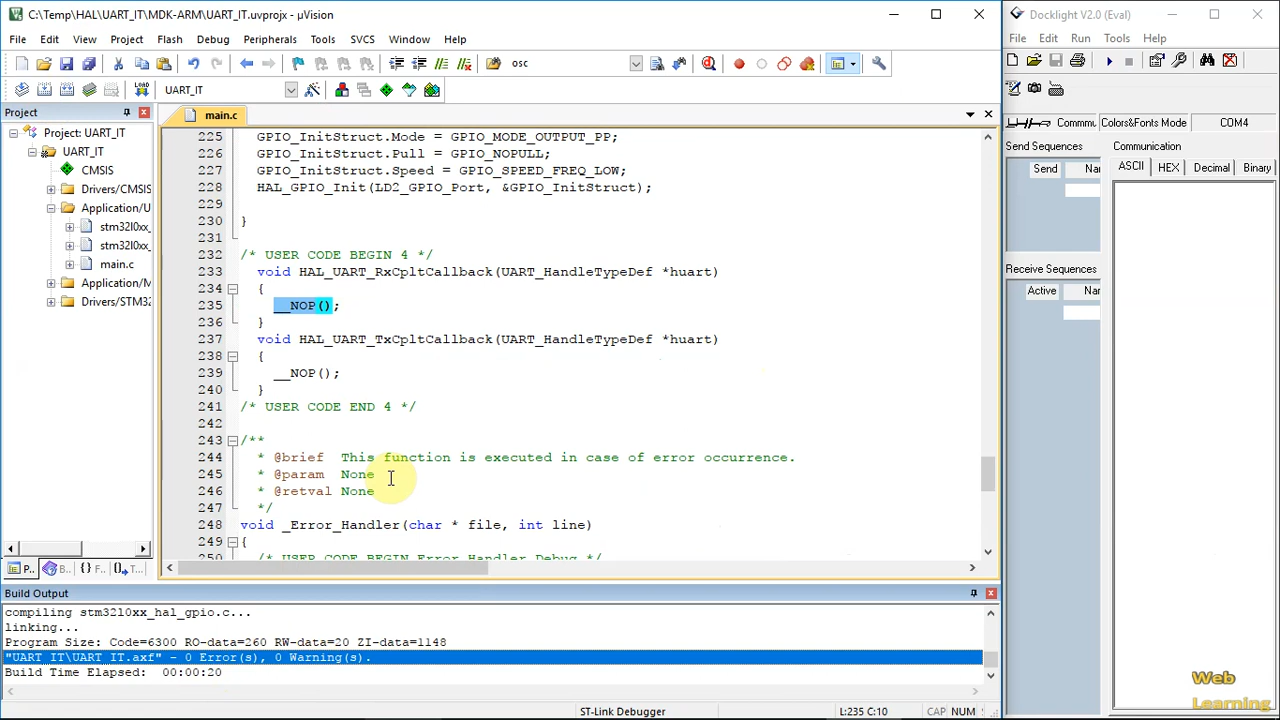 C:\Temp\HAL\UART_IT\MDK-ARM\UART_IT.uvprojx - µVision
File Edit View Project Flash Debug Peripherals Tools SVCS Window Help
osc
UART_IT
Project
Project: UART_IT
UART_IT
CMSIS
Drivers/CMSIS
Application/U
stm32l0xx_
stm32l0xx_
main.c
Application/M
Drivers/STM32
P.. B.. {} F.. T...
main.c
225 GPIO_InitStruct.Mode = GPIO_MODE_OUTPUT_PP;
226 GPIO_InitStruct.Pull = GPIO_NOPULL;
227 GPIO_InitStruct.Speed = GPIO_SPEED_FREQ_LOW;
228 HAL_GPIO_Init(LD2_GPIO_Port, &GPIO_InitStruct);
229
230 }
231
232 /* USER CODE BEGIN 4 */
233 void HAL_UART_RxCpltCallback(UART_HandleTypeDef *huart)
234 {
235 __NOP();
236 }
237 void HAL_UART_TxCpltCallback(UART_HandleTypeDef *huart)
238 {
239 __NOP();
240 }
241 /* USER CODE END 4 */
242
243 /**
244 * @brief This function is executed in case of error occurrence.
245 * @param None
246 * @retval None
247 */
248 void _Error_Handler(char * file, int line)
249 {
250 /* USER CODE BEGIN Error_Handler_Debug */
Build Output
compiling stm32l0xx_hal_gpio.c...
linking...
Program Size: Code=6300 RO-data=260 RW-data=20 ZI-data=1148
"UART_IT\UART_IT.axf" - 0 Error(s), 0 Warning(s).
Build Time Elapsed: 00:00:20
ST-Link Debugger L:235 C:10 CAP NUM
Docklight V2.0 (Eval)
File Edit Run Tools Help
Commu Colors&Fonts Mode COM4
Send Sequences
Send Nar
Receive Sequences
Active Nar
Communication
ASCII HEX Decimal Binary
Web
Learning